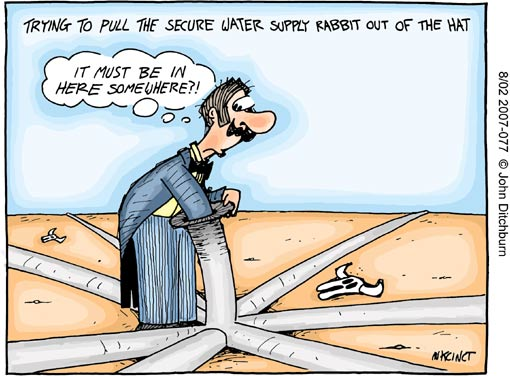 TRYING TO PULL THE SECURE WATER SUPPLY RABBIT OUT OF THE HAT
IT MUST BE IN
HERE SOMEWHERE?!
8/02 2007-077 © John Ditchburn
INKCINCT